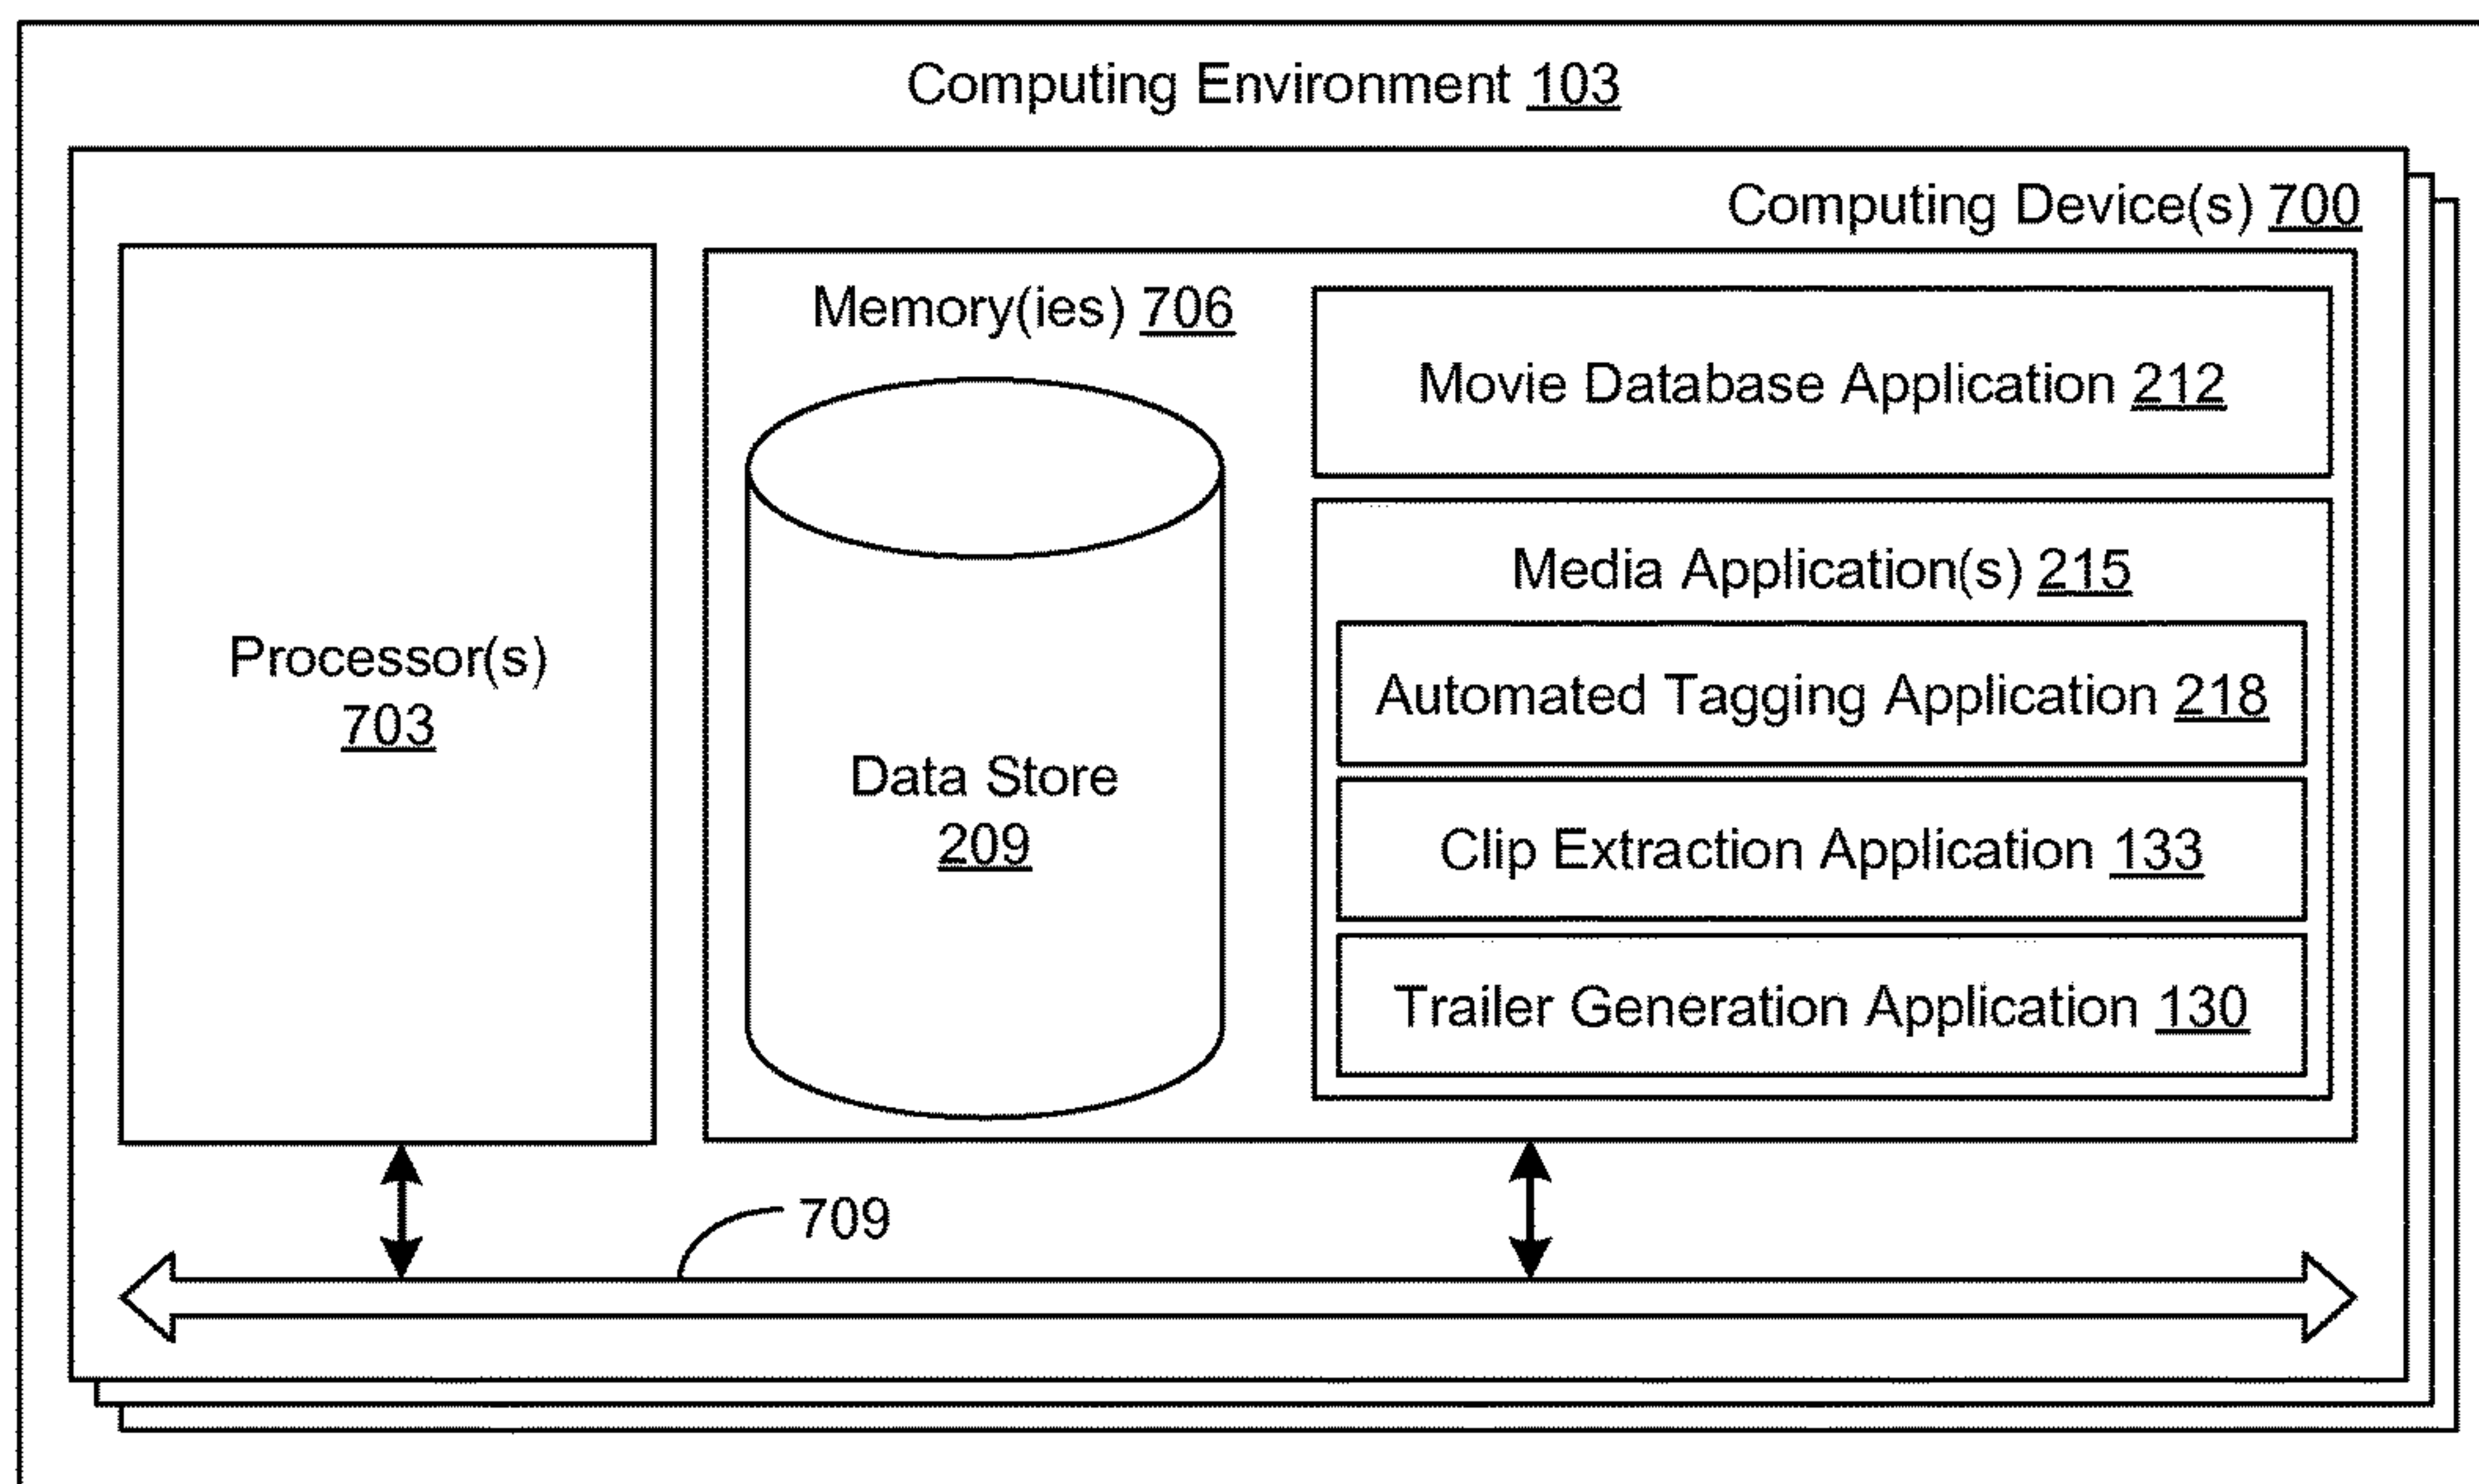 Computing Environment 103
Computing Device(s) 700
Processor(s)
703
Memory(ies) 706
Data Store
209
Movie Database Application 212
Media Application(s) 215
Automated Tagging Application 218
Clip Extraction Application 133
Trailer Generation Application 130
709